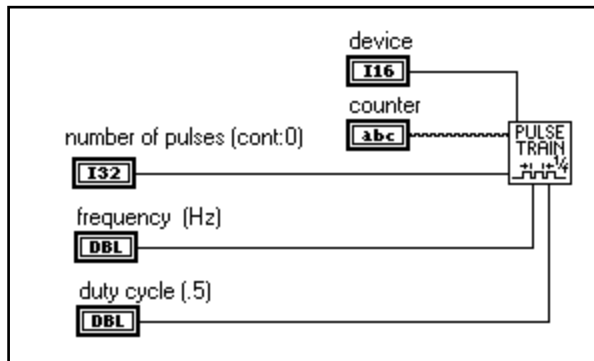 device
I16
counter
abc
number of pulses (cont:0)
I32
PULSE
TRAIN
frequency (Hz)
DBL
duty cycle (.5)
DBL